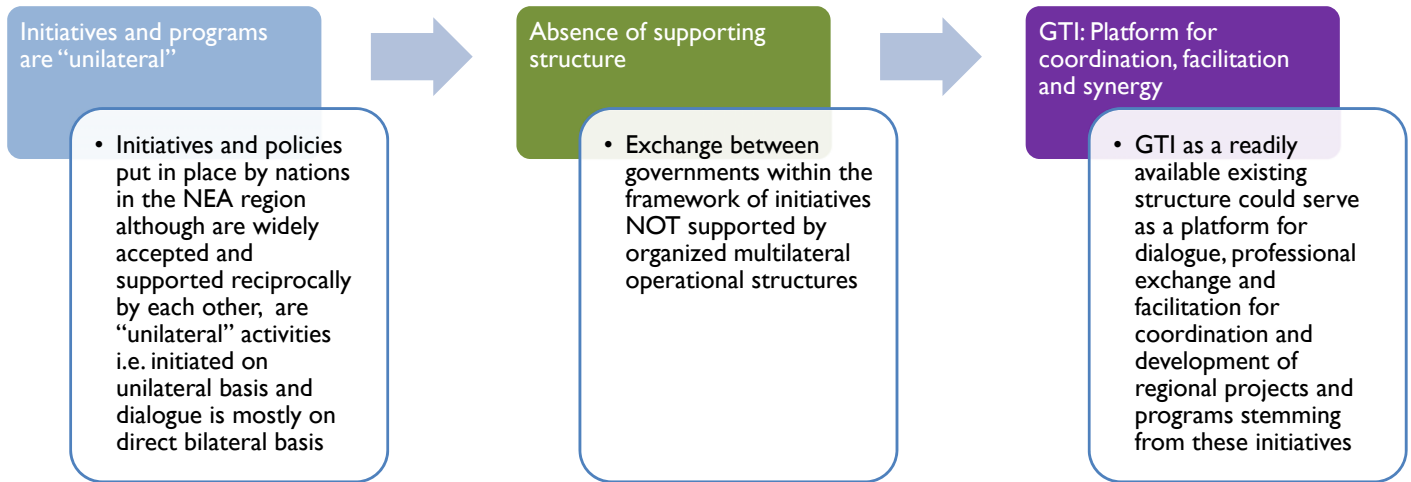 Initiatives and programs
are “unilateral”
• Initiatives and policies
put in place by nations
in the NEA region
although are widely
accepted and
supported reciprocally
by each other,  are
“unilateral” activities
i.e. initiated on
unilateral basis and
dialogue is mostly on
direct bilateral basis
Absence of supporting
structure
• Exchange between
governments within the
framework of initiatives
NOT supported by
organized multilateral
operational structures
GTI: Platform for
coordination, facilitation
and synergy
• GTI as a readily
available existing
structure could serve
as a platform for
dialogue, professional
exchange and
facilitation for
coordination and
development of
regional projects and
programs stemming
from these initiatives